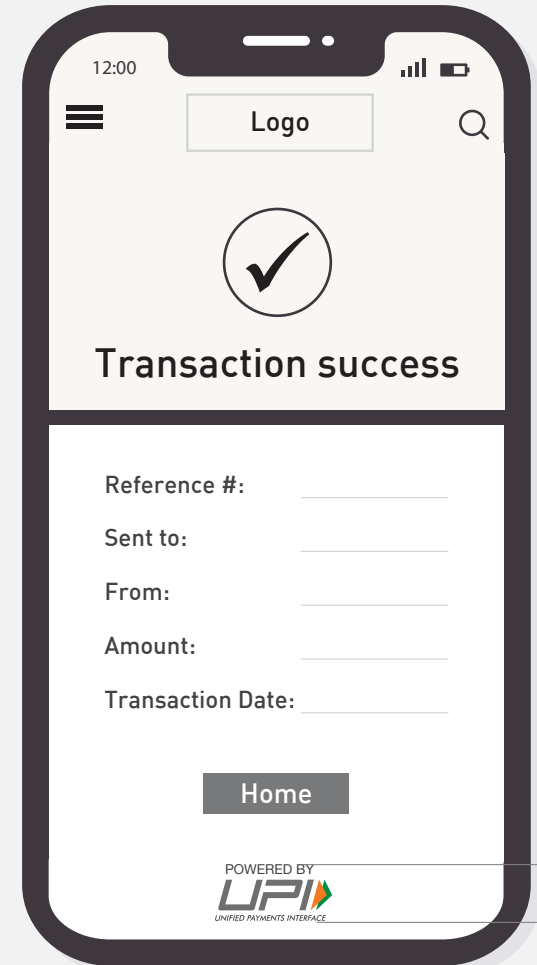 12:00
Logo
Transaction success
Reference #:
Sent to:
From:
Amount:
Transaction Date:
Home
POWERED BY
UPI
UNIFIED PAYMENTS INTERFACE